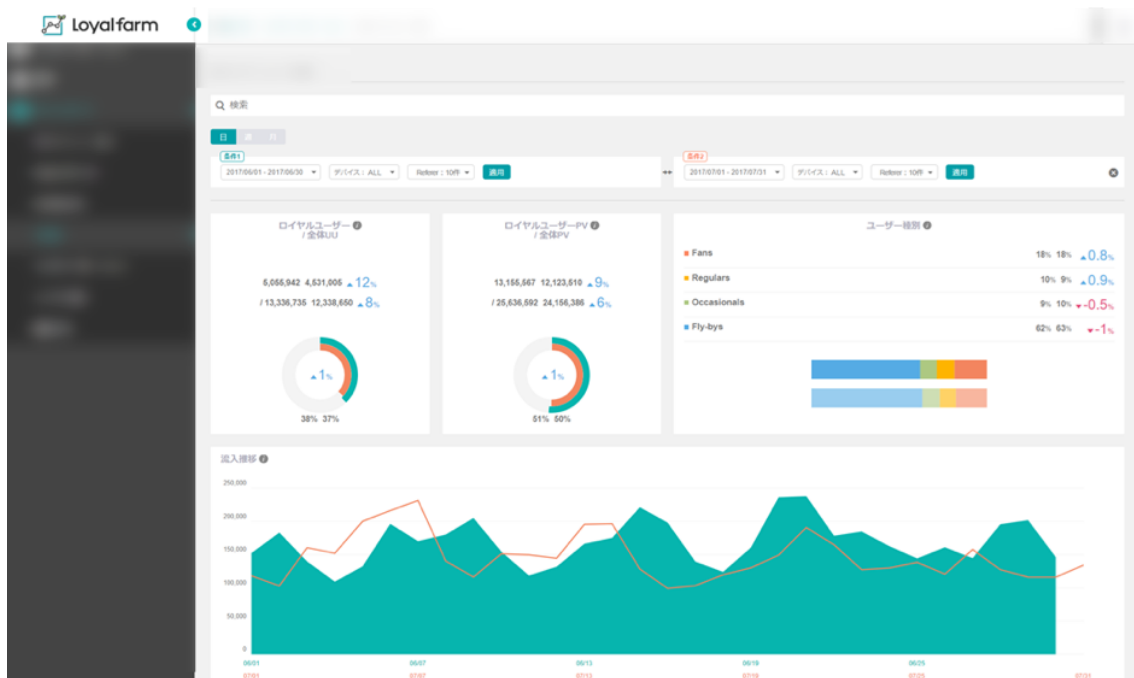 Loyalfarm
検索
日 週 月
条件1 条件2
2017/06/01 - 2017/06/30 デバイス : ALL Referer : 10件 適用 2017/07/01 - 2017/07/31 デバイス : ALL Referer : 10件 適用
ロイヤルユーザー
/ 全体UU
5,055,942 4,531,005 ▲12%
/ 13,336,735 12,338,650 ▲8%
▲1%
38% 37%
ロイヤルユーザーPV
/ 全体PV
13,155,567 12,123,510 ▲9%
/ 25,636,592 24,156,386 ▲6%
▲1%
51% 50%
ユーザー種別
Fans 18% 18% ▲0.8%
Regulars 10% 9% ▲0.9%
Occasionals 9% 10% ▼-0.5%
Fly-bys 62% 63% ▼-1%
流入推移
250,000
200,000
150,000
100,000
50,000
0
06/01 06/07 06/13 06/19 06/25
07/01 07/07 07/13 07/19 07/25 07/31